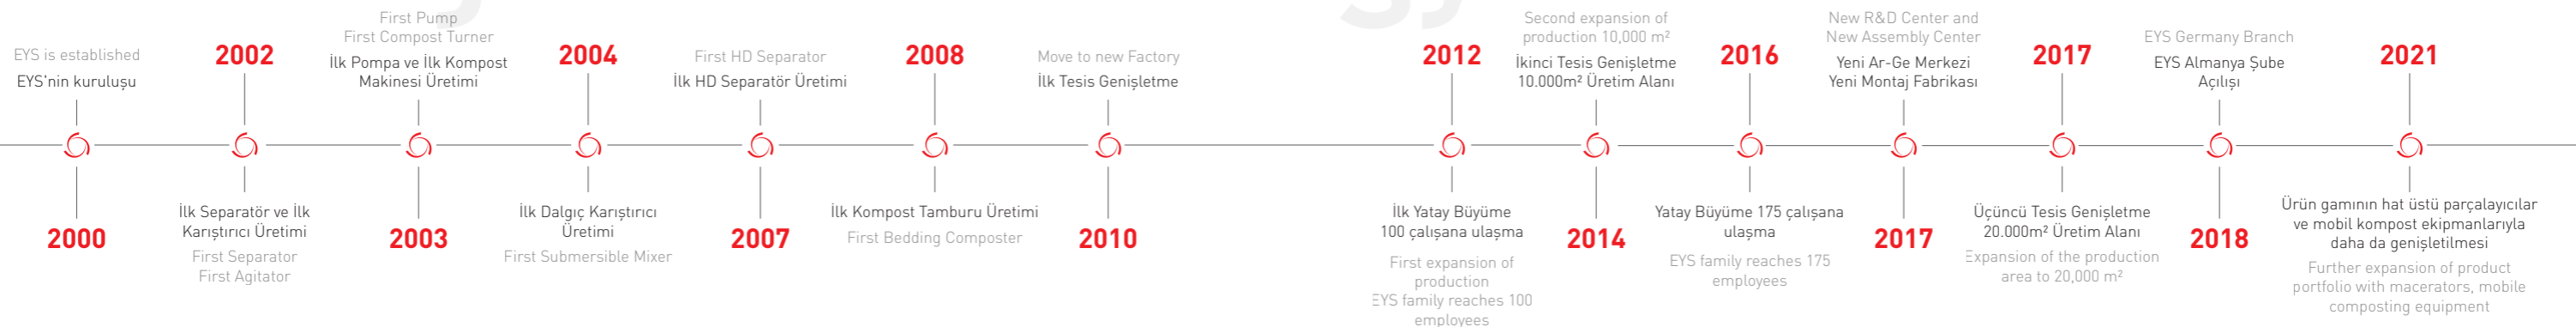 EYS is established
EYS'nin kuruluşu
2000
2002
İlk Separatör ve İlk
Karıştırıcı Üretimi
First Separator
First Agitator
First Pump
First Compost Turner
İlk Pompa ve İlk Kompost
Makinesi Üretimi
2003
2004
İlk Dalgıç Karıştırıcı
Üretimi
First Submersible Mixer
First HD Separator
İlk HD Separatör Üretimi
2007
2008
İlk Kompost Tamburu Üretimi
First Bedding Composter
Move to new Factory
İlk Tesis Genişletme
2010
2012
İlk Yatay Büyüme
100 çalışana ulaşma
First expansion of
production
EYS family reaches 100
employees
Second expansion of
production 10,000 m²
İkinci Tesis Genişletme
10.000m² Üretim Alanı
2014
2016
Yatay Büyüme 175 çalışana
ulaşma
EYS family reaches 175
employees
New R&D Center and
New Assembly Center
Yeni Ar-Ge Merkezi
Yeni Montaj Fabrikası
2017
2017
Üçüncü Tesis Genişletme
20.000m² Üretim Alanı
Expansion of the production
area to 20,000 m²
EYS Germany Branch
EYS Almanya Şube
Açılışı
2018
2021
Ürün gamının hat üstü parçalayıcılar
ve mobil kompost ekipmanlarıyla
daha da genişletilmesi
Further expansion of product
portfolio with macerators, mobile
composting equipment